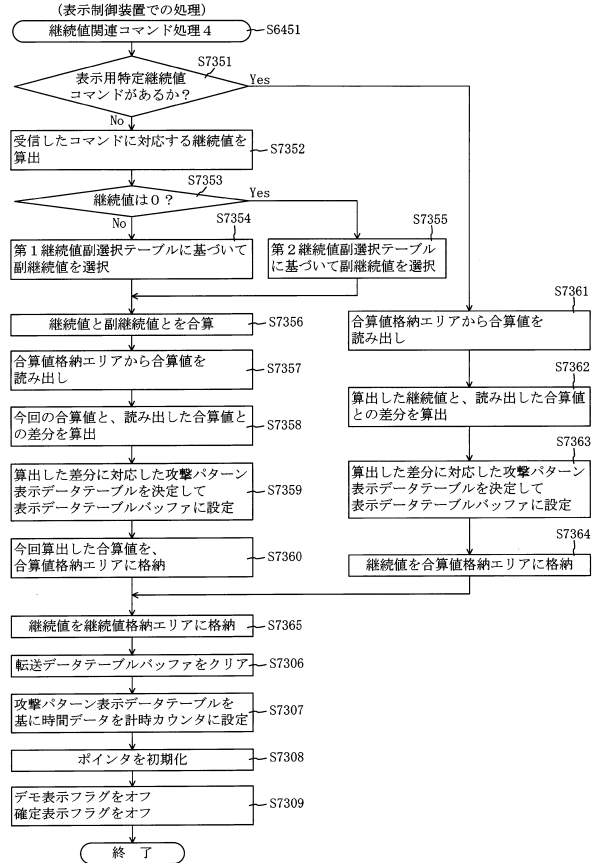 (表示制御装置での処理)
継続値関連コマンド処理４
S6451
S7351
表示用特定継続値
コマンドがあるか？
Yes
No
受信したコマンドに対応する継続値を
算出
S7352
S7353
継続値は０？
Yes
No
S7354
第１継続値副選択テーブルに基づいて
副継続値を選択
S7355
第２継続値副選択テーブル
に基づいて副継続値を選択
継続値と副継続値とを合算
S7356
合算値格納エリアから合算値を
読み出し
S7357
今回の合算値と、読み出した合算値と
の差分を算出
S7358
算出した差分に対応した攻撃パターン
表示データテーブルを決定して
表示データテーブルバッファに設定
S7359
今回算出した合算値を、
合算値格納エリアに格納
S7360
S7361
合算値格納エリアから合算値を
読み出し
S7362
算出した継続値と、読み出した合算値
との差分を算出
S7363
算出した差分に対応した攻撃パターン
表示データテーブルを決定して
表示データテーブルバッファに設定
S7364
継続値を合算値格納エリアに格納
継続値を継続値格納エリアに格納
S7365
転送データテーブルバッファをクリア
S7306
攻撃パターン表示データテーブルを
基に時間データを計時カウンタに設定
S7307
ポインタを初期化
S7308
デモ表示フラグをオフ
確定表示フラグをオフ
S7309
終 了